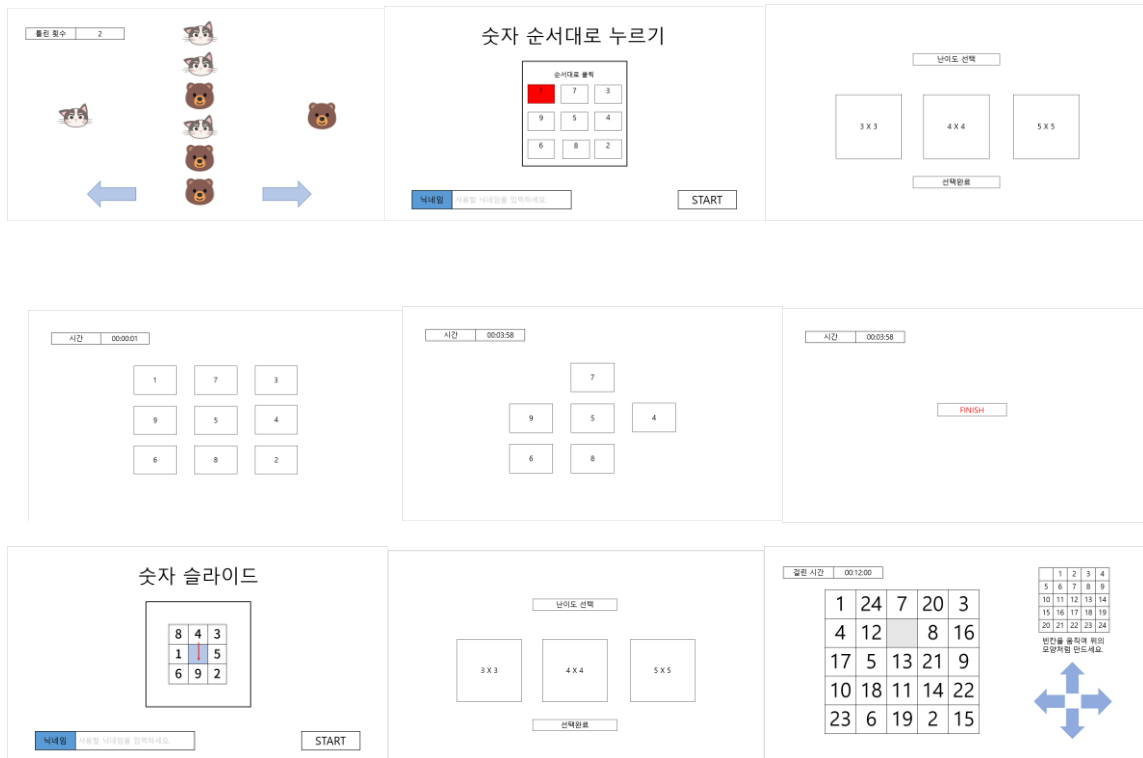 틀린 횟수 2
숫자 순서대로 누르기
순서대로 클릭
1 7 3
9 5 4
6 8 2
닉네임 사용할 닉네임을 입력하세요.
START
난이도 선택
3 X 3 4 X 4 5 X 5
선택완료
시간 00:00:01
1 7 3
9 5 4
6 8 2
시간 00:03:58
7
9 5 4
6 8
시간 00:03:58
FINISH
숫자 슬라이드
8 4 3
1 5
6 9 2
닉네임 사용할 닉네임을 입력하세요.
START
난이도 선택
3 X 3 4 X 4 5 X 5
선택완료
걸린 시간 00:12:00
1 24 7 20 3
4 12 8 16
17 5 13 21 9
10 18 11 14 22
23 6 19 2 15
1 2 3 4
5 6 7 8 9
10 11 12 13 14
15 16 17 18 19
20 21 22 23 24
빈칸을 움직여 위의
모양처럼 만드세요.